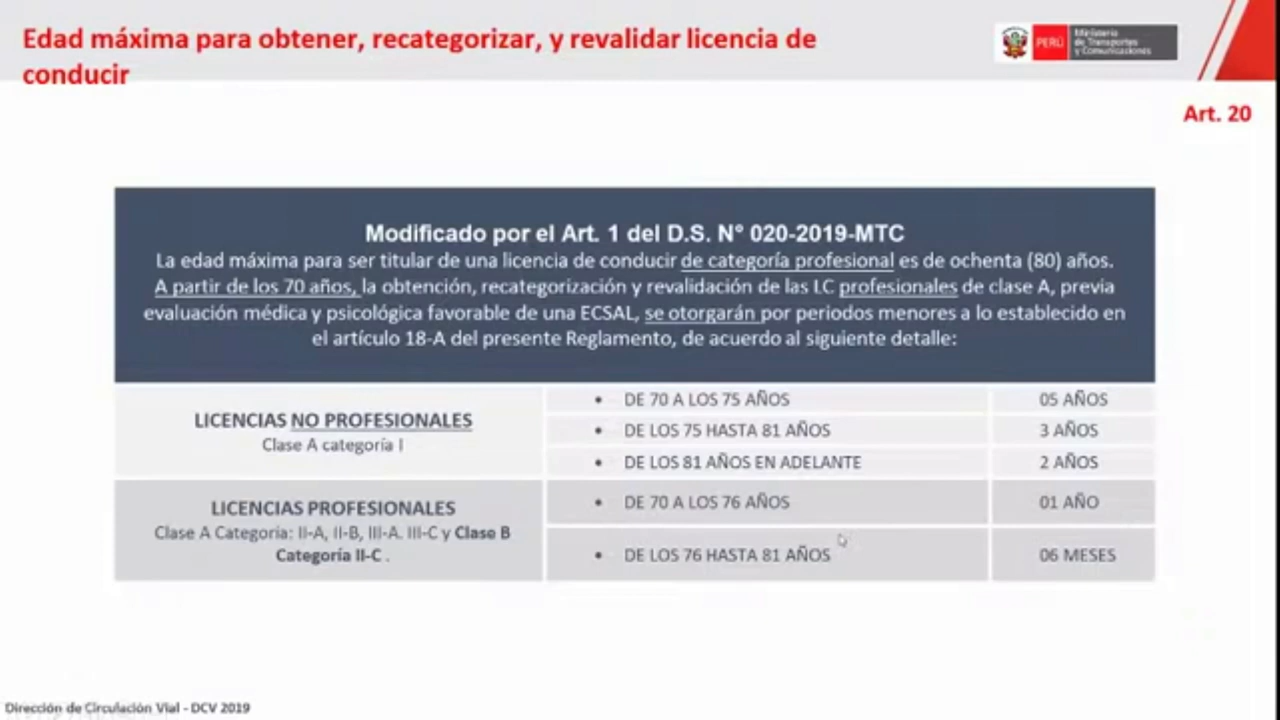 Edad máxima para obtener, recategorizar, y revalidar licencia de
conducir
PERÚ
Ministerio
de Transportes
y Comunicaciones
Art. 20
Modificado por el Art. 1 del D.S. N° 020-2019-MTC
La edad máxima para ser titular de una licencia de conducir de categoría profesional es de ochenta (80) años.
A partir de los 70 años, la obtención, recategorización y revalidación de las LC profesionales de clase A, previa
evaluación médica y psicológica favorable de una ECSAL, se otorgarán por periodos menores a lo establecido en
el artículo 18-A del presente Reglamento, de acuerdo al siguiente detalle:
LICENCIAS NO PROFESIONALES
Clase A categoría I
• DE 70 A LOS 75 AÑOS
05 AÑOS
• DE LOS 75 HASTA 81 AÑOS
3 AÑOS
• DE LOS 81 AÑOS EN ADELANTE
2 AÑOS
LICENCIAS PROFESIONALES
Clase A Categoría: II-A, II-B, III-A. III-C y Clase B
Categoría II-C .
• DE 70 A LOS 76 AÑOS
01 AÑO
• DE LOS 76 HASTA 81 AÑOS
06 MESES
Dirección de Circulación Vial - DCV 2019